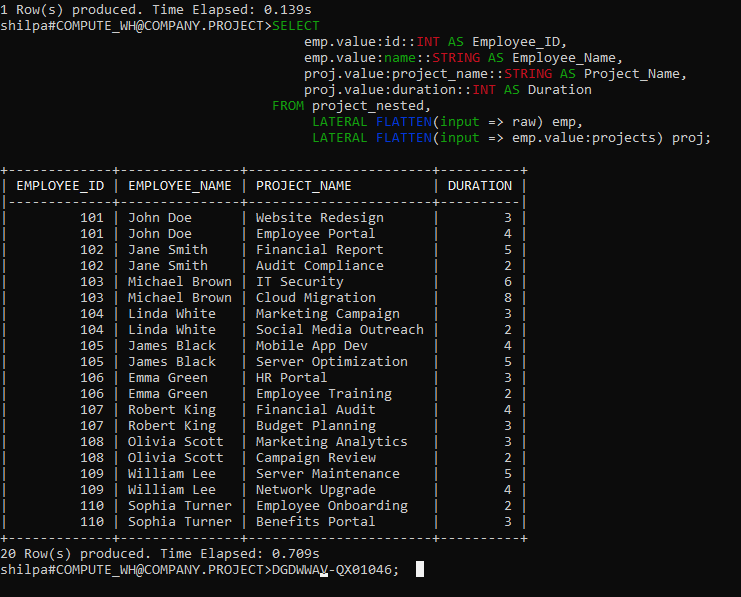 1 Row(s) produced. Time Elapsed: 0.139s
shilpa#COMPUTE_WH@COMPANY.PROJECT>SELECT
                                      emp.value:id::INT AS Employee_ID,
                                      emp.value:name::STRING AS Employee_Name,
                                      proj.value:project_name::STRING AS Project_Name,
                                      proj.value:duration::INT AS Duration
                                  FROM project_nested,
                                       LATERAL FLATTEN(input => raw) emp,
                                       LATERAL FLATTEN(input => emp.value:projects) proj;
+-------------+---------------+-----------------------+----------+
| EMPLOYEE_ID | EMPLOYEE_NAME | PROJECT_NAME          | DURATION |
|-------------+---------------+-----------------------+----------|
|         101 | John Doe      | Website Redesign      |        3 |
|         101 | John Doe      | Employee Portal       |        4 |
|         102 | Jane Smith    | Financial Report      |        5 |
|         102 | Jane Smith    | Audit Compliance      |        2 |
|         103 | Michael Brown | IT Security           |        6 |
|         103 | Michael Brown | Cloud Migration       |        8 |
|         104 | Linda White   | Marketing Campaign    |        3 |
|         104 | Linda White   | Social Media Outreach |        2 |
|         105 | James Black   | Mobile App Dev        |        4 |
|         105 | James Black   | Server Optimization   |        5 |
|         106 | Emma Green    | HR Portal             |        3 |
|         106 | Emma Green    | Employee Training     |        2 |
|         107 | Robert King   | Financial Audit       |        4 |
|         107 | Robert King   | Budget Planning       |        3 |
|         108 | Olivia Scott  | Marketing Analytics   |        3 |
|         108 | Olivia Scott  | Campaign Review       |        2 |
|         109 | William Lee   | Server Maintenance    |        5 |
|         109 | William Lee   | Network Upgrade       |        4 |
|         110 | Sophia Turner | Employee Onboarding   |        2 |
|         110 | Sophia Turner | Benefits Portal       |        3 |
+-------------+---------------+-----------------------+----------+
20 Row(s) produced. Time Elapsed: 0.709s
shilpa#COMPUTE_WH@COMPANY.PROJECT>DGDWWAV-QX01046;